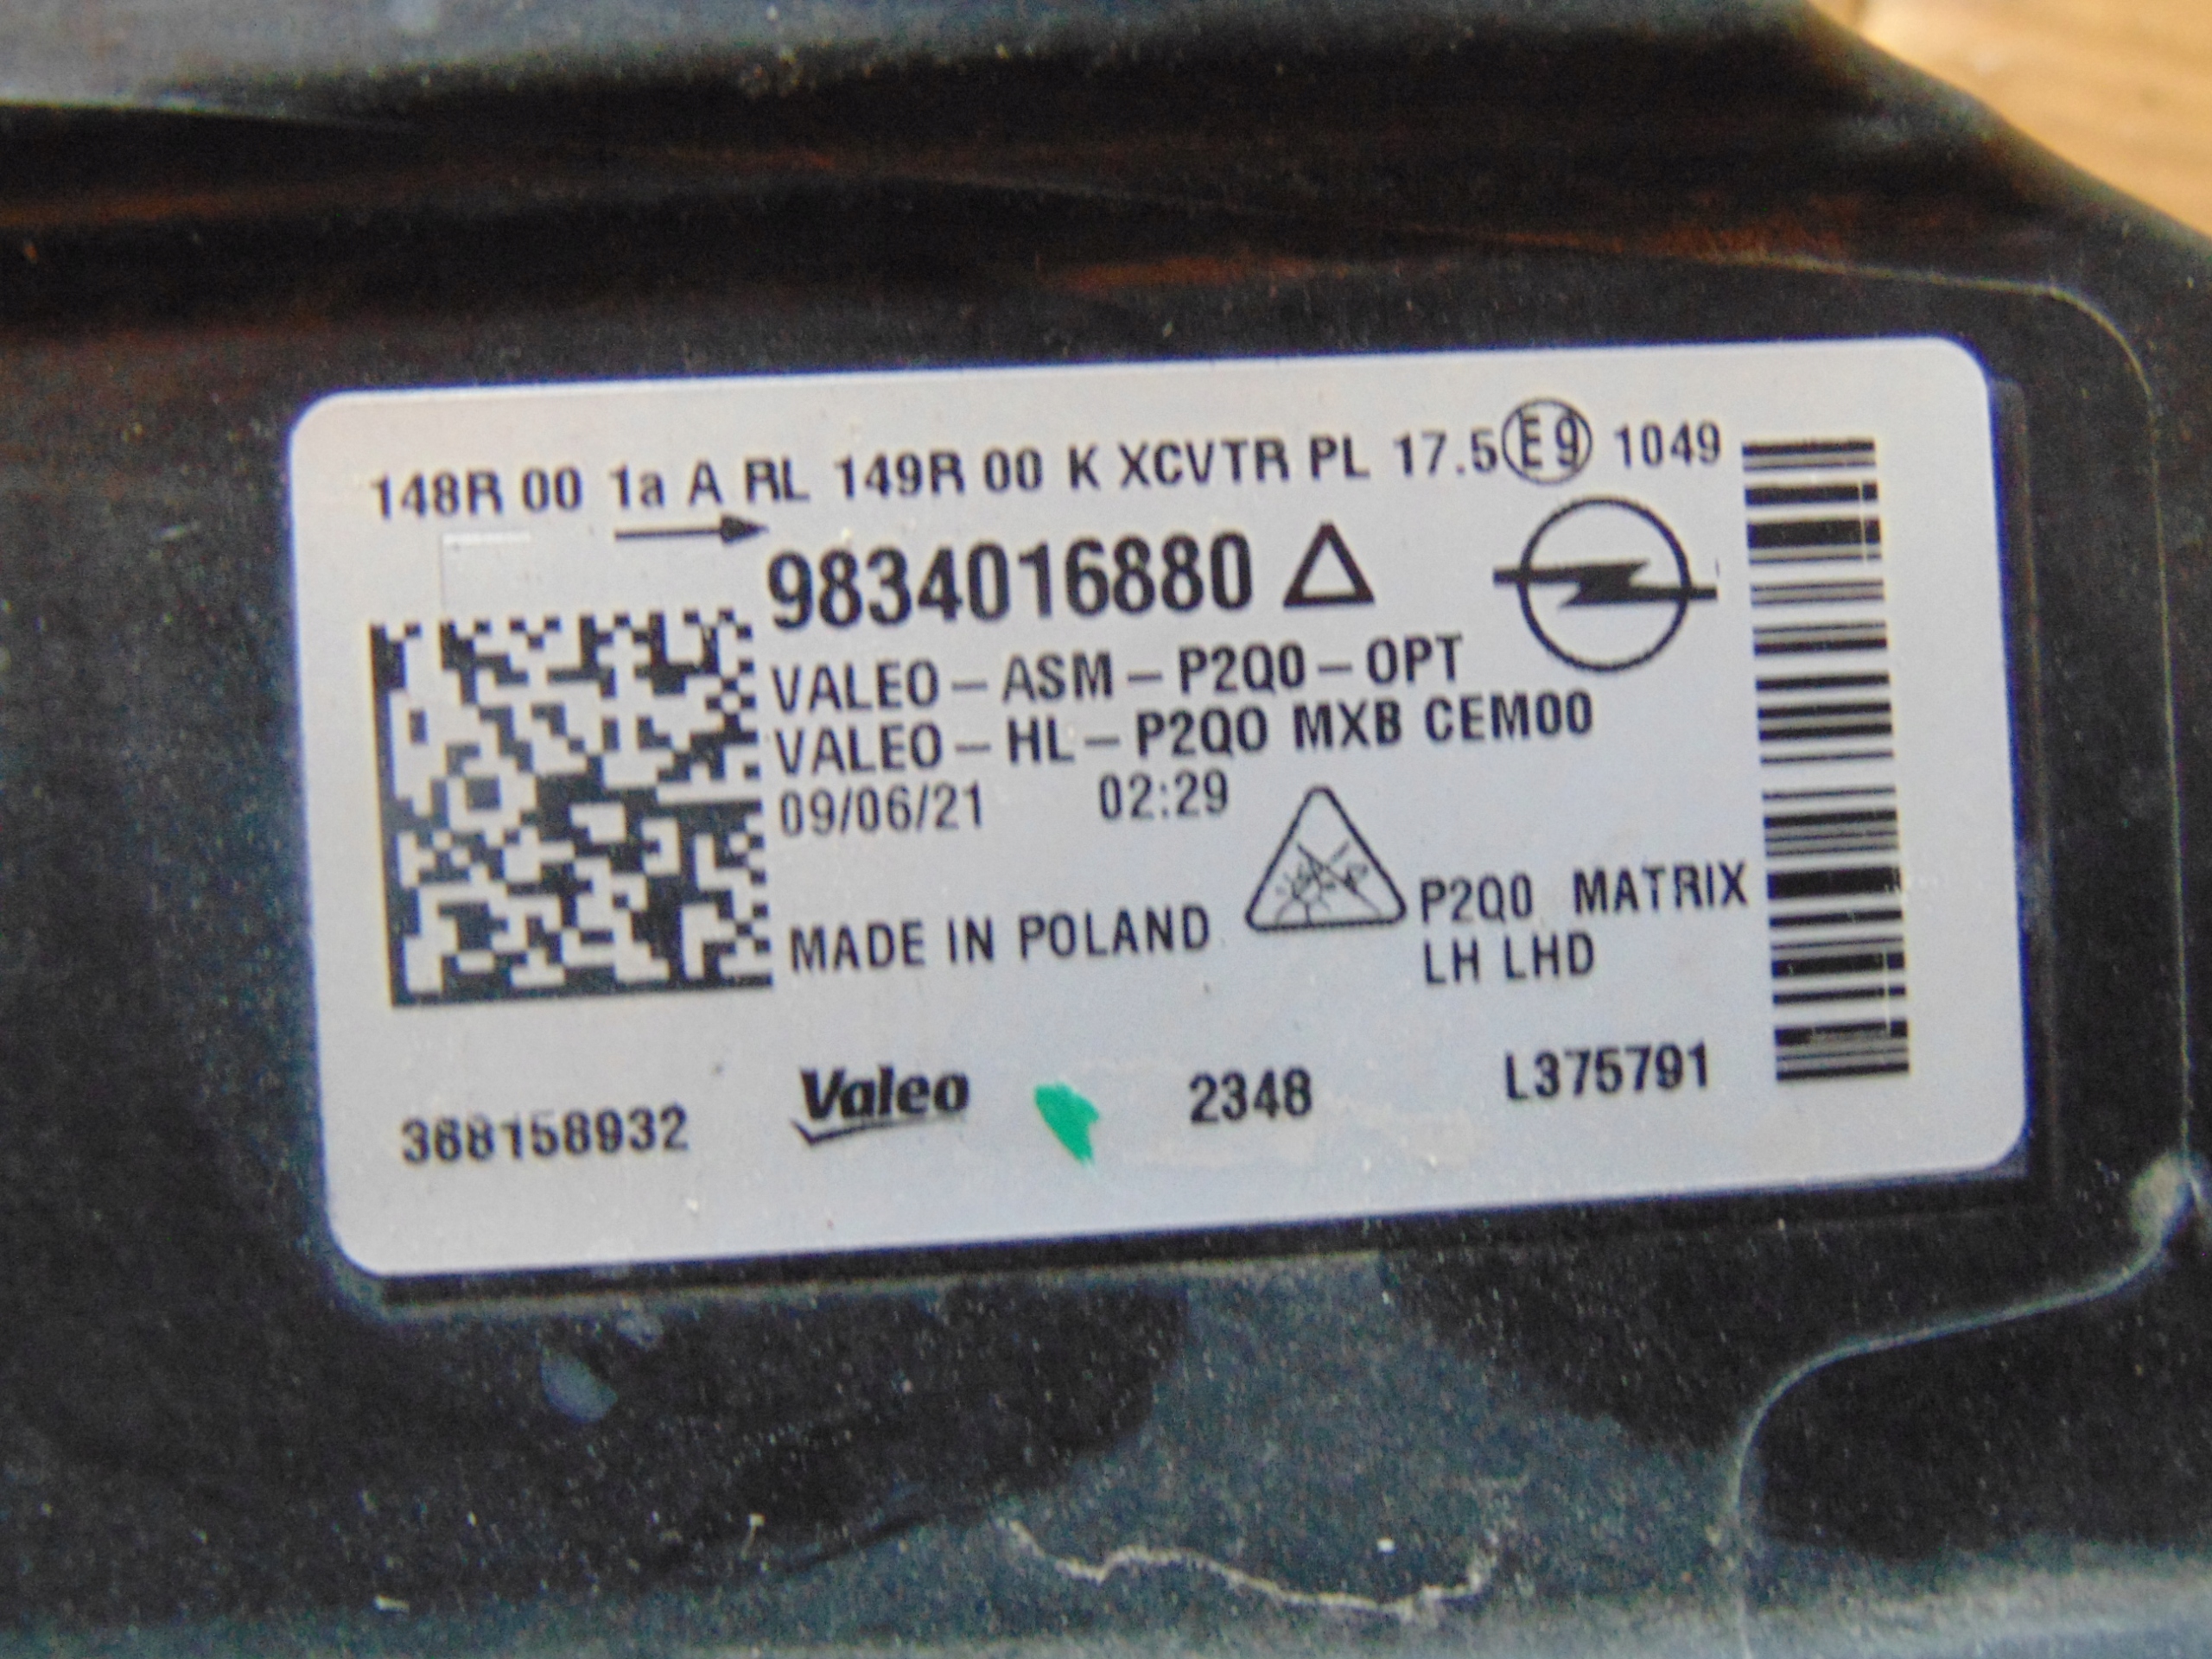 148R 00 1a A RL 149R 00 K XCVTR PL 17.5 E9 1049
9834016880
VALEO-ASM-P2Q0-OPT
VALEO-HL-P2Q0 MXB CEM00
09/06/21 02:29
P2Q0 MATRIX
MADE IN POLAND
LH LHD
368158932
Valeo
2348
L375791